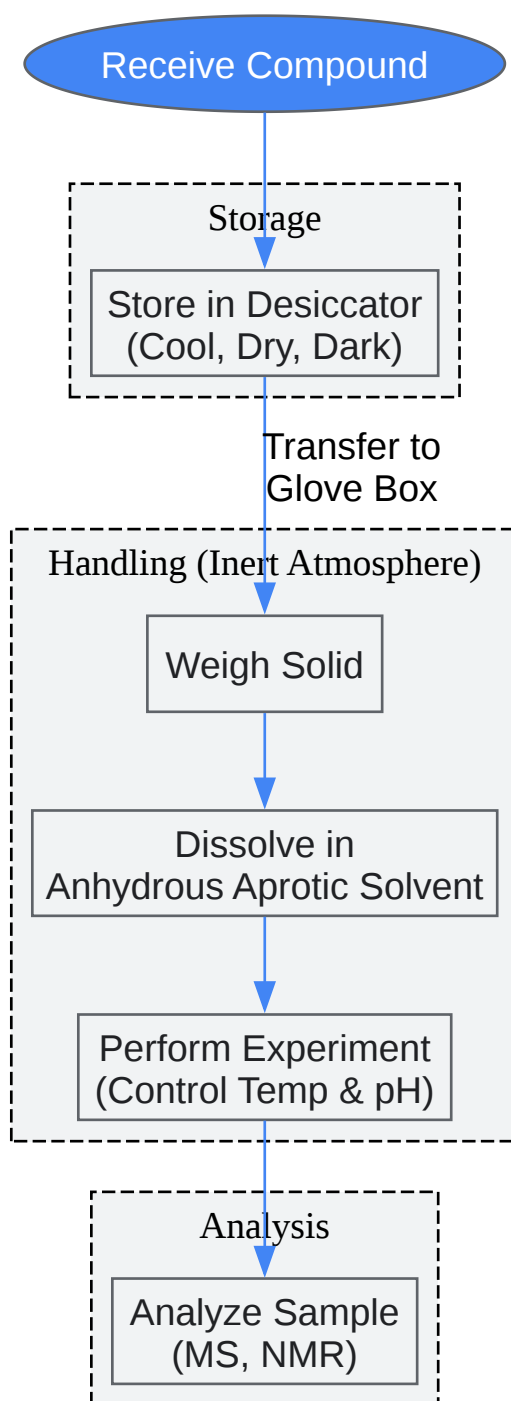 Receive Compound
Storage
Store in Desiccator
(Cool, Dry, Dark)
Transfer to
Glove Box
Handling (Inert Atmosphere)
Weigh Solid
Dissolve in
Anhydrous Aprotic Solvent
Perform Experiment
(Control Temp & pH)
Analysis
Analyze Sample
(MS, NMR)